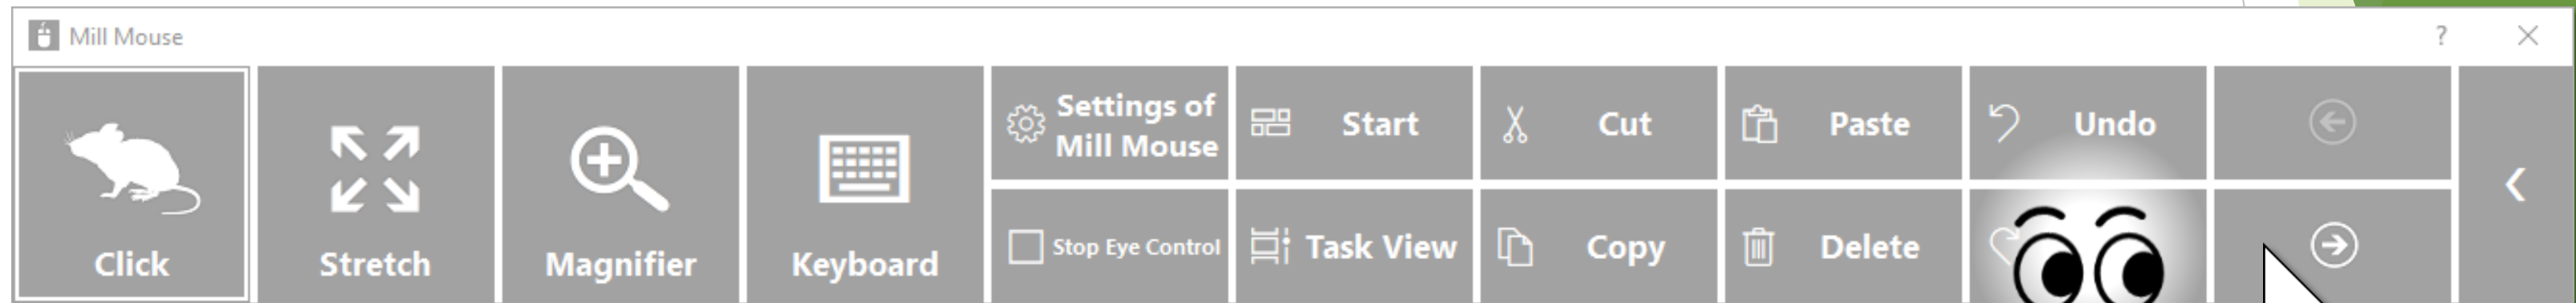 Mill Mouse
?
Click
Stretch
Magnifier
Keyboard
Settings of
Mill Mouse
Start
Cut
Paste
Undo
Stop Eye Control
Task View
Copy
Delete